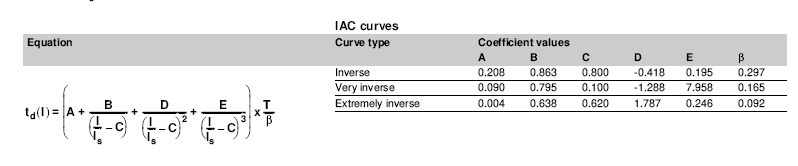 IAC curves
Equation Curve type Coefficient values
A B C D E β
Inverse 0.208 0.863 0.800 -0.418 0.195 0.297
Very inverse 0.090 0.795 0.100 -1.288 7.958 0.165
Extremely inverse 0.004 0.638 0.620 1.787 0.246 0.092
t_d(I) = (A + B/(I/I_s − C) + D/(I/I_s − C)^2 + E/(I/I_s − C)^3) x T/β